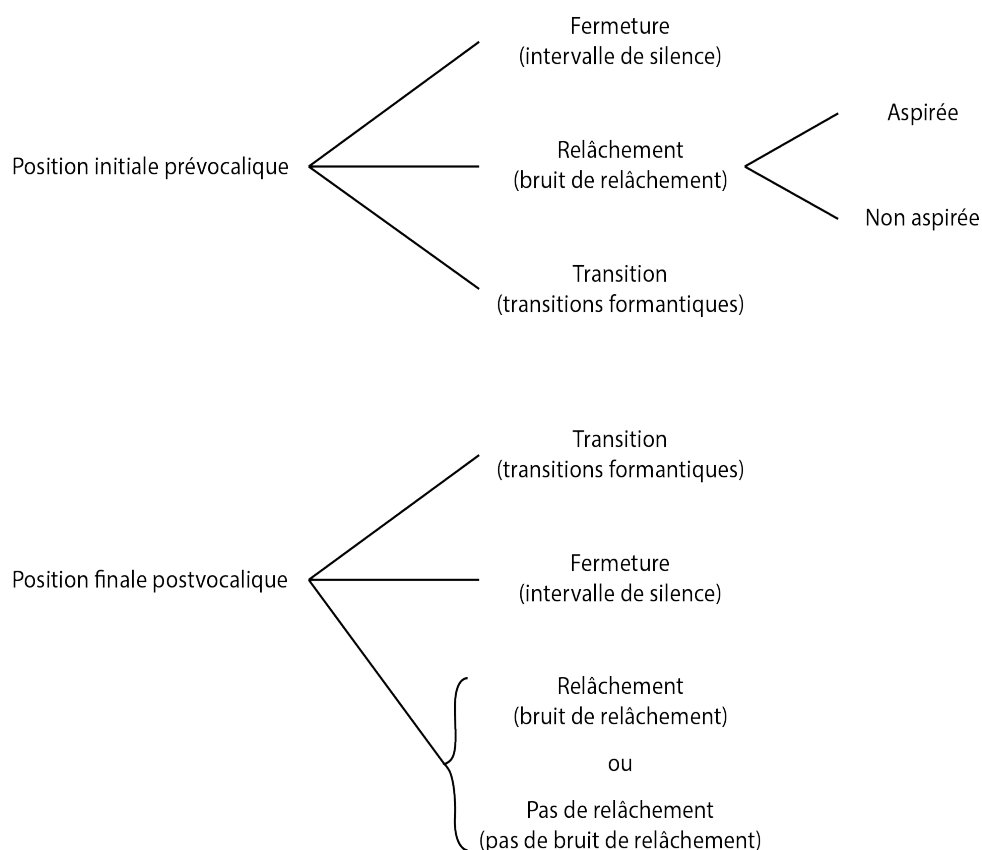 Fermeture
(intervalle de silence)
Aspirée
Position initiale prévocalique
Relâchement
(bruit de relâchement)
Non aspirée
Transition
(transitions formantiques)
Transition
(transitions formantiques)
Position finale postvocalique
Fermeture
(intervalle de silence)
Relâchement
(bruit de relâchement)
ou
Pas de relâchement
(pas de bruit de relâchement)